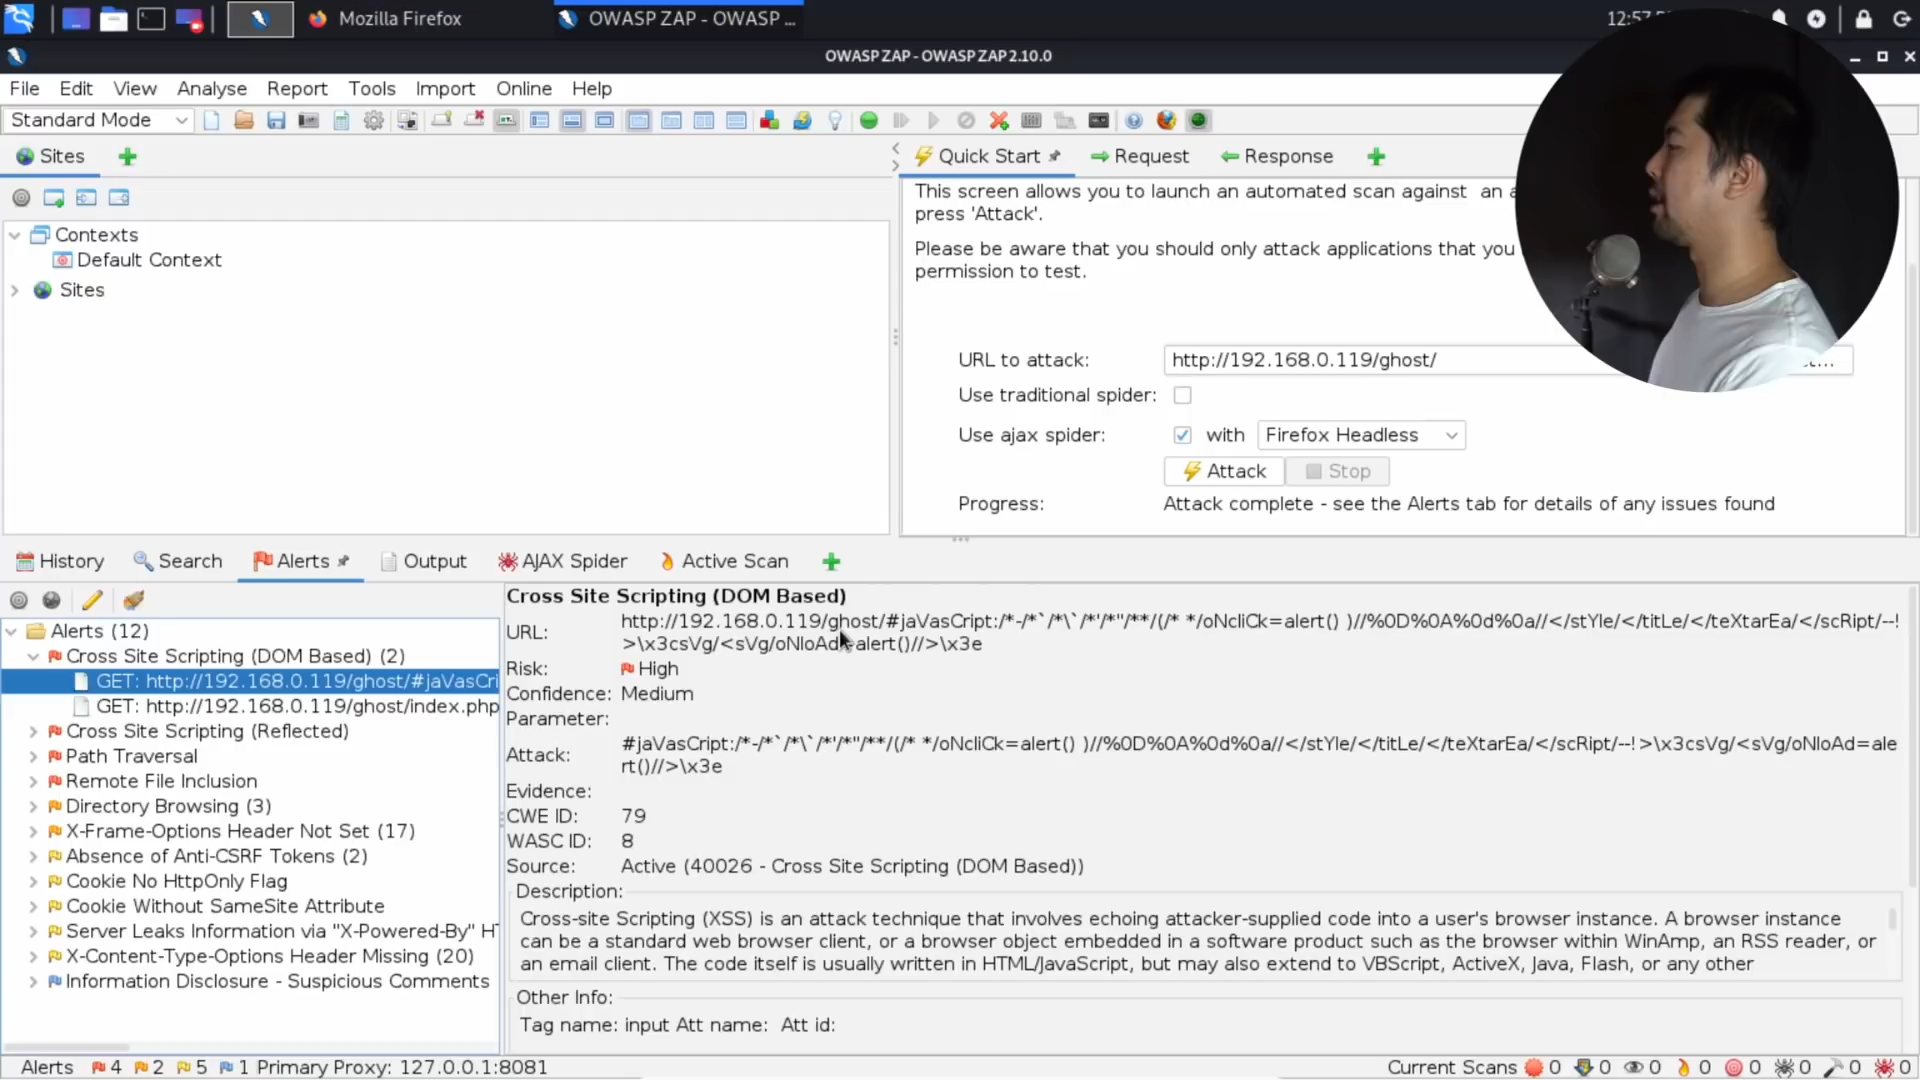 Mozilla Firefox
OWASP ZAP - OWASP ...
OWASP ZAP - OWASP ZAP 2.10.0
File Edit View Analyse Report Tools Import Online Help
Standard Mode
Sites
Quick Start Request Response
This screen allows you to launch an automated scan against an
press 'Attack'.
Please be aware that you should only attack applications that you
permission to test.
Contexts
Default Context
Sites
URL to attack: http://192.168.0.119/ghost/
Use traditional spider:
Use ajax spider: with Firefox Headless
Attack Stop
Progress: Attack complete - see the Alerts tab for details of any issues found
History Search Alerts Output AJAX Spider Active Scan
Alerts (12)
Cross Site Scripting (DOM Based) (2)
GET: http://192.168.0.119/ghost/#jaVasCri
GET: http://192.168.0.119/ghost/index.php
Cross Site Scripting (Reflected)
Path Traversal
Remote File Inclusion
Directory Browsing (3)
X-Frame-Options Header Not Set (17)
Absence of Anti-CSRF Tokens (2)
Cookie No HttpOnly Flag
Cookie Without SameSite Attribute
Server Leaks Information via "X-Powered-By" HT
X-Content-Type-Options Header Missing (20)
Information Disclosure - Suspicious Comments
Cross Site Scripting (DOM Based)
URL: http://192.168.0.119/ghost/#jaVasCript:/*-/*`/*\`/*'/*"/**/(/* */oNcliCk=alert() )//%0D%0A%0d%0a//</stYle/</titLe/</teXtarEa/</scRipt/--!
>\x3csVg/<sVg/oNloAd=alert()//>\x3e
Risk: High
Confidence: Medium
Parameter:
Attack: #jaVasCript:/*-/*`/*\`/*'/*"/**/(/* */oNcliCk=alert() )//%0D%0A%0d%0a//</stYle/</titLe/</teXtarEa/</scRipt/--!>\x3csVg/<sVg/oNloAd=ale
rt()//>\x3e
Evidence:
CWE ID: 79
WASC ID: 8
Source: Active (40026 - Cross Site Scripting (DOM Based))
Description:
Cross-site Scripting (XSS) is an attack technique that involves echoing attacker-supplied code into a user's browser instance. A browser instance
can be a standard web browser client, or a browser object embedded in a software product such as the browser within WinAmp, an RSS reader, or
an email client. The code itself is usually written in HTML/JavaScript, but may also extend to VBScript, ActiveX, Java, Flash, or any other
Other Info:
Tag name: input Att name: Att id:
Alerts 4 2 5 1 Primary Proxy: 127.0.0.1:8081
Current Scans 0 0 0 0 0 0 0 0